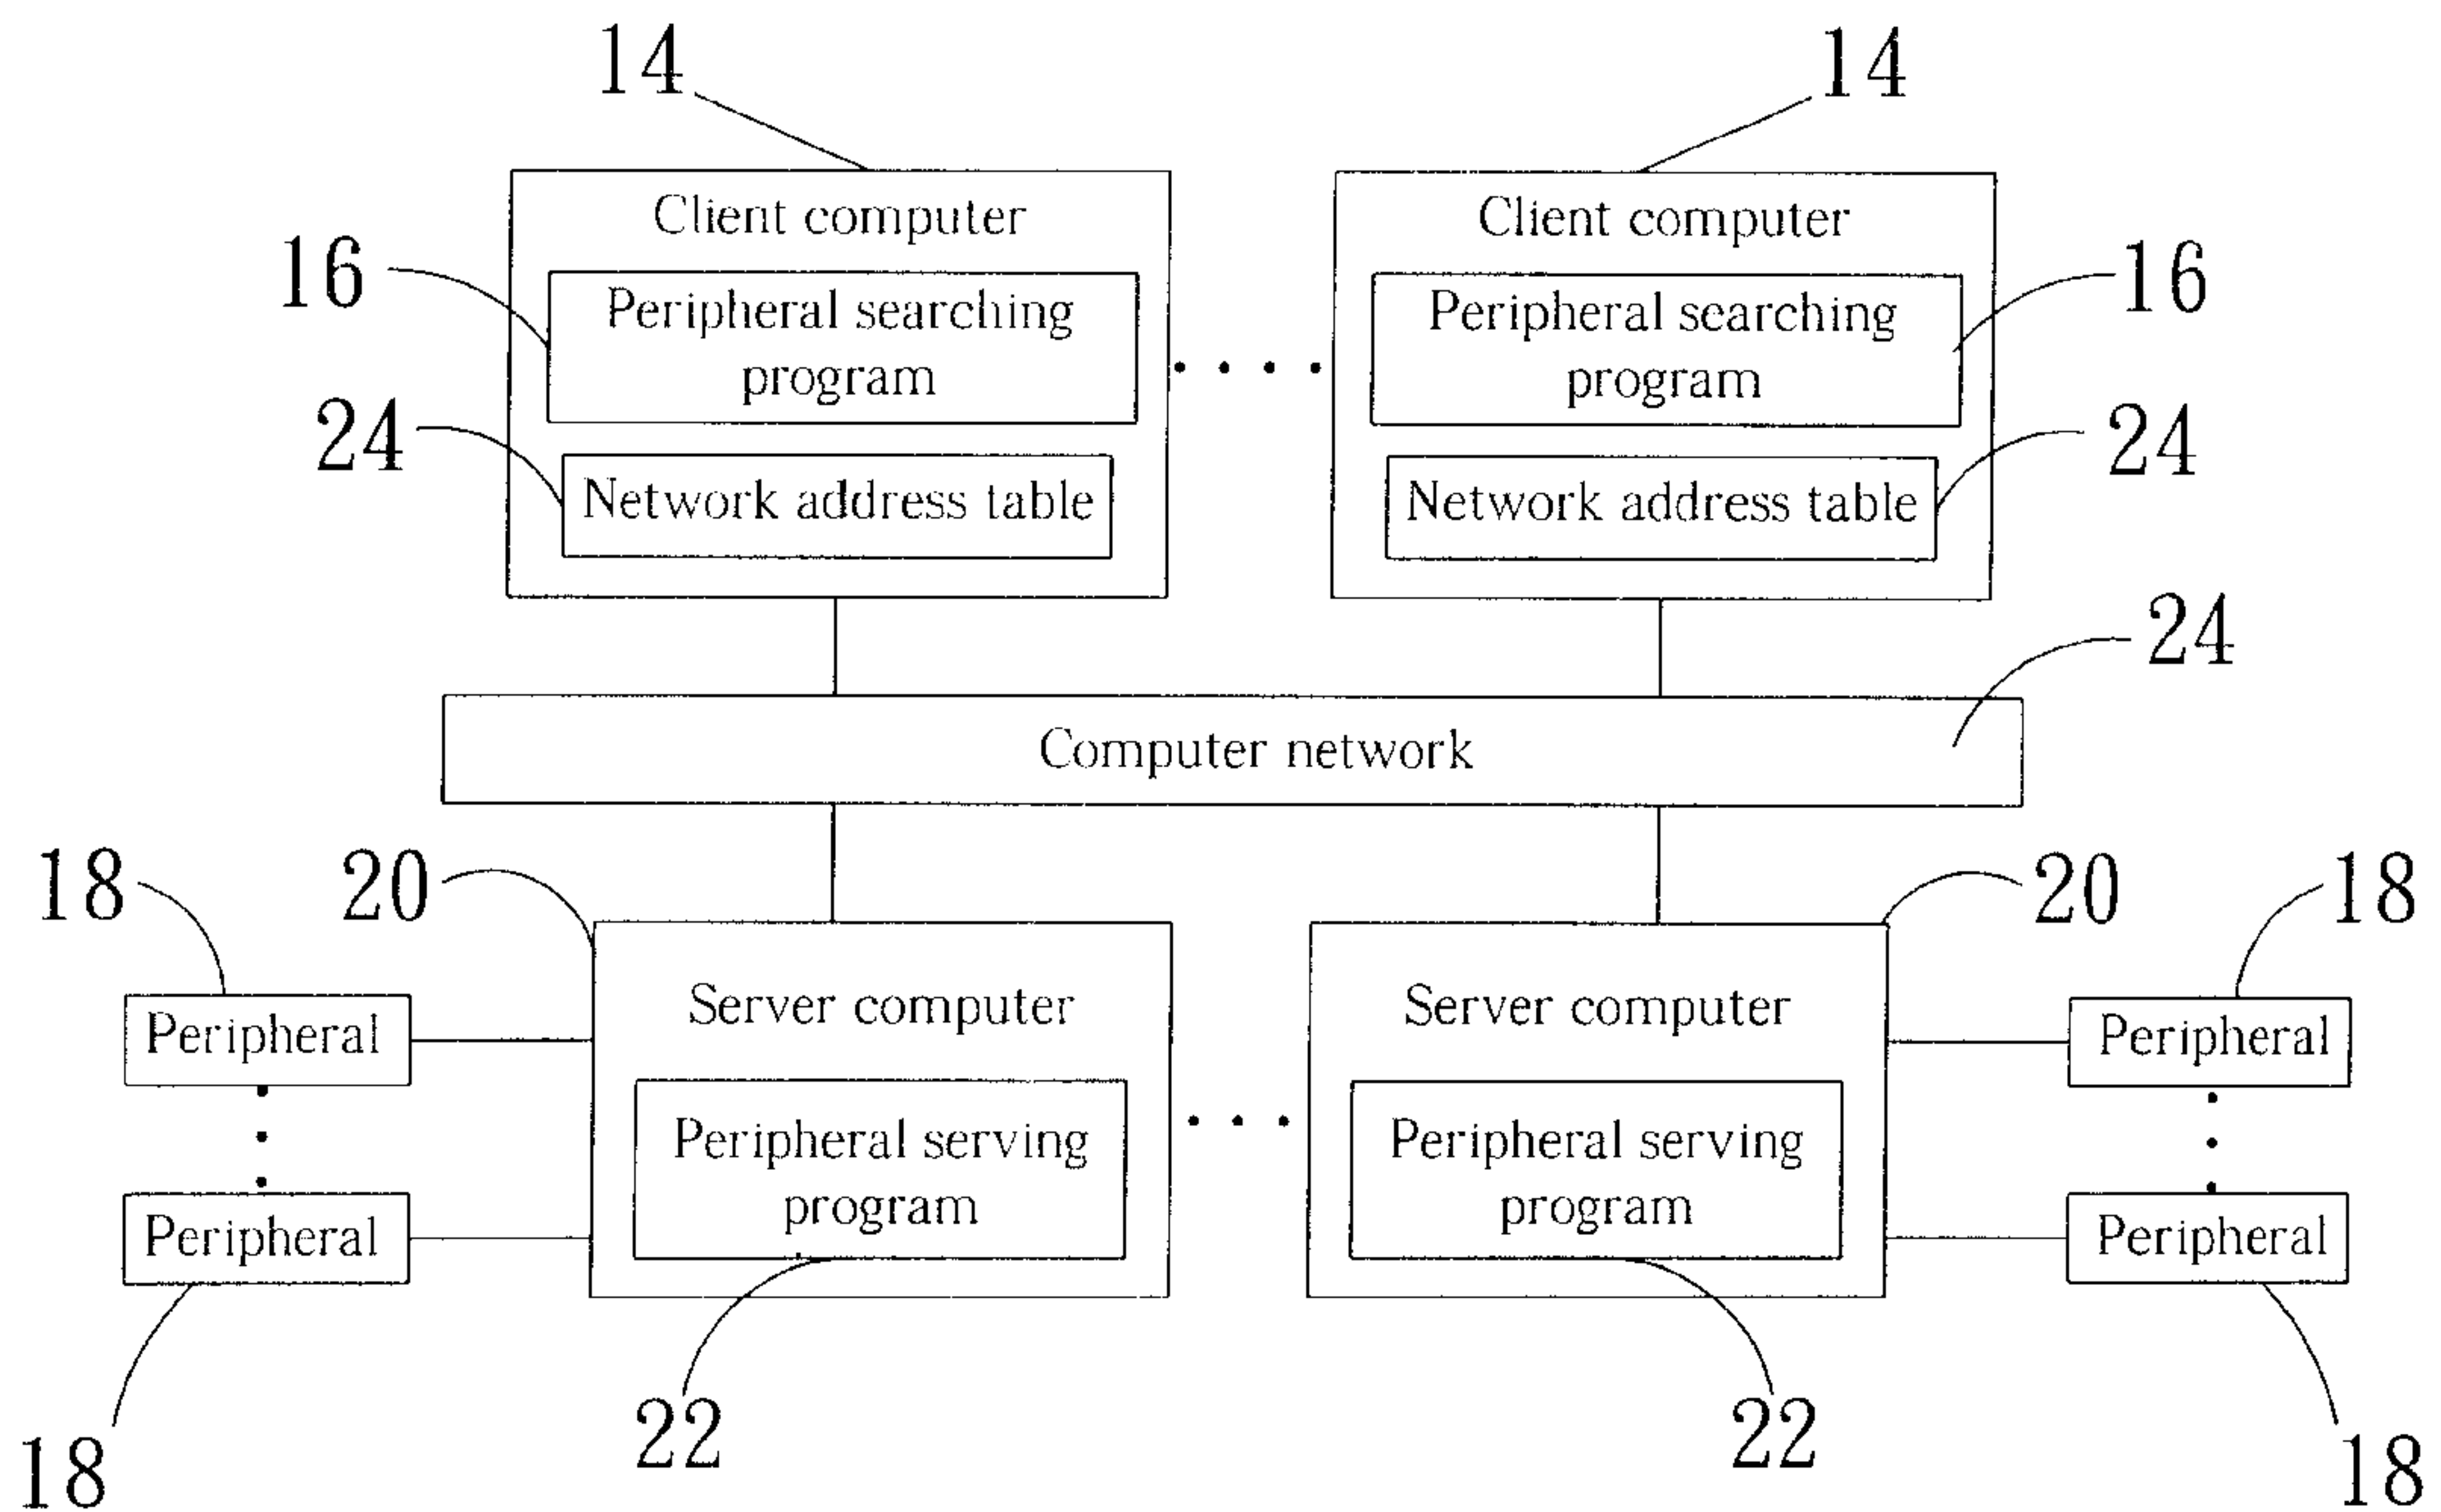 14
14
Client computer
Client computer
16
Peripheral searching
program
Peripheral searching
program
16
24
Network address table
Network address table
24
24
Computer network
18
20
20
18
Peripheral
Server computer
Server computer
Peripheral
Peripheral serving
program
Peripheral serving
program
Peripheral
Peripheral
18
22
22
18